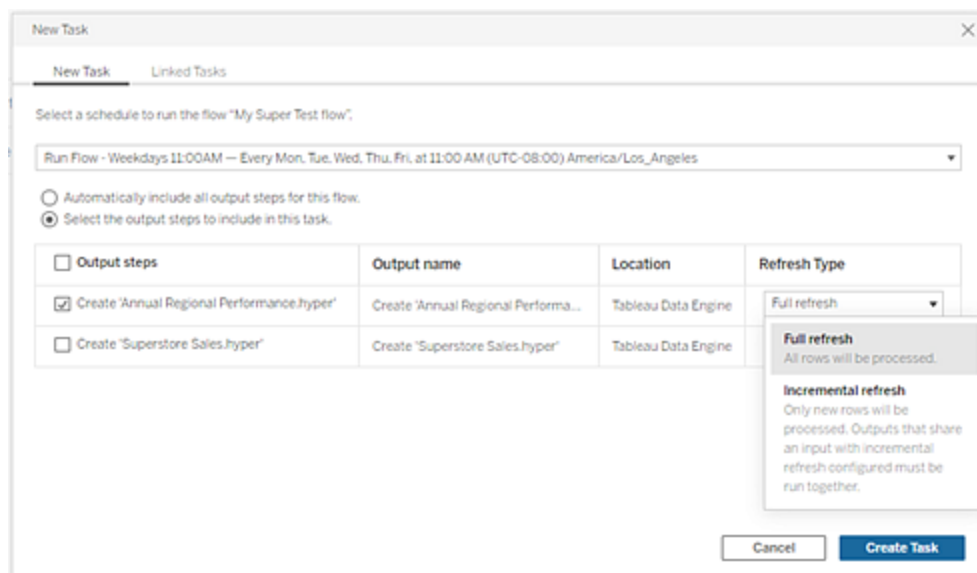 New Task
New Task Linked Tasks
Select a schedule to run the flow "My Super Test flow".
Run Flow - Weekdays 11:00AM — Every Mon, Tue, Wed, Thu, Fri, at 11:00 AM (UTC-08:00) America/Los_Angeles
Automatically include all output steps for this flow.
Select the output steps to include in this task.
Output steps Output name Location Refresh Type
Create 'Annual Regional Performance.hyper' Create 'Annual Regional Performa... Tableau Data Engine Full refresh
Create 'Superstore Sales.hyper' Create 'Superstore Sales.hyper' Tableau Data Engine
Full refresh
All rows will be processed.
Incremental refresh
Only new rows will be
processed. Outputs that share
an input with incremental
refresh configured must be
run together.
Cancel Create Task